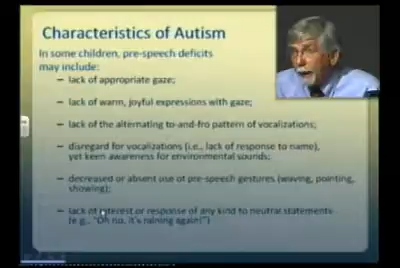 Characteristics of Autism
In some children, pre-speech deficits
may include:
– lack of appropriate gaze;
– lack of warm, joyful expressions with gaze;
– lack of the alternating to-and-fro pattern of vocalizations;
– disregard for vocalizations (i.e., lack of response to name),
yet keen awareness for environmental sounds;
– decreased or absent use of pre-speech gestures (waving, pointing,
showing);
– lack of interest or response of any kind to neutral statements
(e.g., "Oh no, it's raining again!")